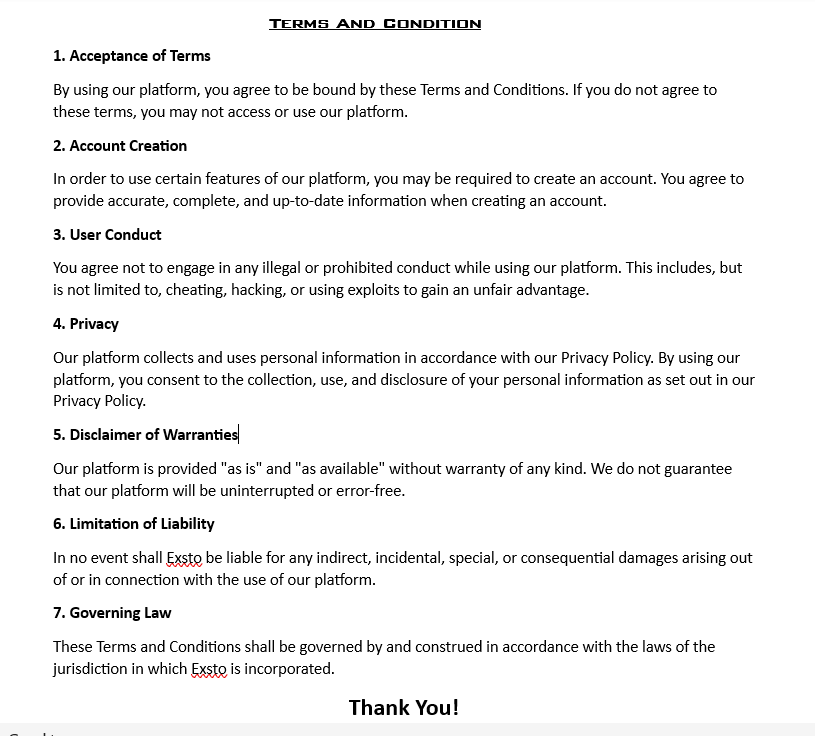 Terms And Condition
1. Acceptance of Terms
By using our platform, you agree to be bound by these Terms and Conditions. If you do not agree to
these terms, you may not access or use our platform.
2. Account Creation
In order to use certain features of our platform, you may be required to create an account. You agree to
provide accurate, complete, and up-to-date information when creating an account.
3. User Conduct
You agree not to engage in any illegal or prohibited conduct while using our platform. This includes, but
is not limited to, cheating, hacking, or using exploits to gain an unfair advantage.
4. Privacy
Our platform collects and uses personal information in accordance with our Privacy Policy. By using our
platform, you consent to the collection, use, and disclosure of your personal information as set out in our
Privacy Policy.
5. Disclaimer of Warranties
Our platform is provided "as is" and "as available" without warranty of any kind. We do not guarantee
that our platform will be uninterrupted or error-free.
6. Limitation of Liability
In no event shall Exsto be liable for any indirect, incidental, special, or consequential damages arising out
of or in connection with the use of our platform.
7. Governing Law
These Terms and Conditions shall be governed by and construed in accordance with the laws of the
jurisdiction in which Exsto is incorporated.
Thank You!